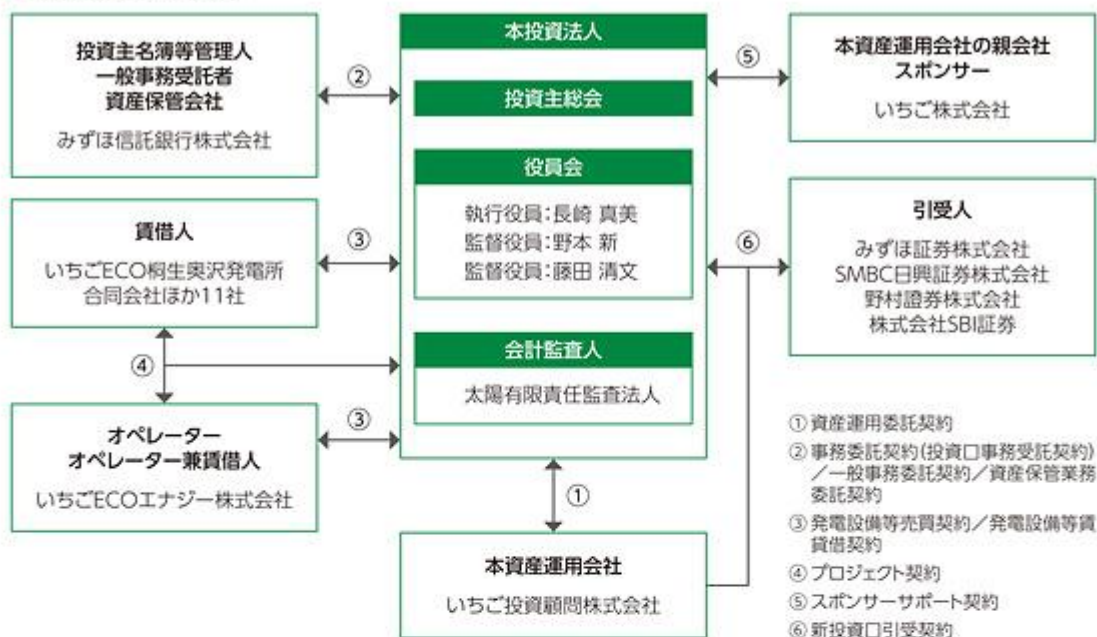 投資主名簿等管理人
一般事務受託者
資産保管会社
みずほ信託銀行株式会社
②
賃借人
いちごECO桐生奥沢発電所
合同会社ほか11社
③
④
オペレーター
オペレーター兼賃借人
いちごECOエナジー株式会社
③
本投資法人
投資主総会
役員会
執行役員:長崎 真美
監督役員:野本 新
監督役員:藤田 清文
会計監査人
太陽有限責任監査法人
①
本資産運用会社
いちご投資顧問株式会社
⑤
本資産運用会社の親会社
スポンサー
いちご株式会社
⑥
引受人
みずほ証券株式会社
SMBC日興証券株式会社
野村證券株式会社
株式会社SBI証券
①資産運用委託契約
②事務委託契約(投資口事務受託契約)
/一般事務委託契約/資産保管業務
委託契約
③発電設備等売買契約/発電設備等賃
貸借契約
④プロジェクト契約
⑤スポンサーサポート契約
⑥新投資口引受契約